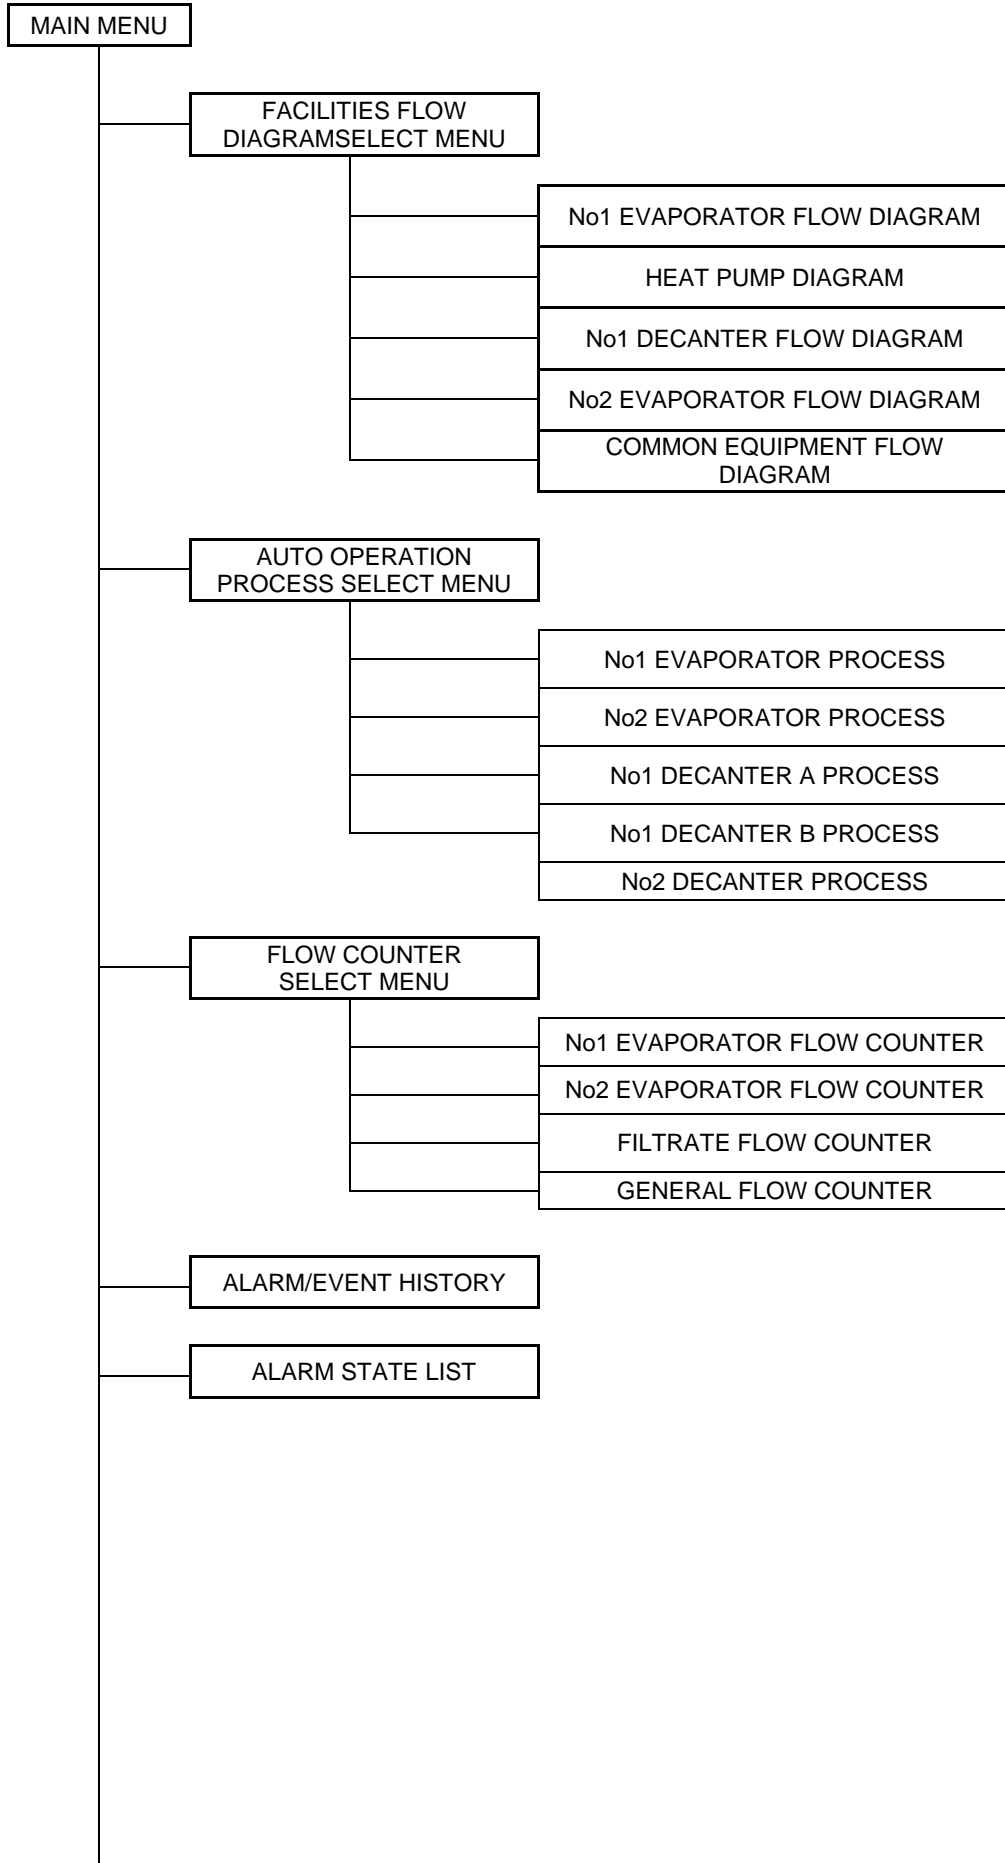 MAIN MENU
FACILITIES FLOW
DIAGRAMSELECT MENU
No1 EVAPORATOR FLOW DIAGRAM
HEAT PUMP DIAGRAM
No1 DECANTER FLOW DIAGRAM
No2 EVAPORATOR FLOW DIAGRAM
COMMON EQUIPMENT FLOW
DIAGRAM
AUTO OPERATION
PROCESS SELECT MENU
No1 EVAPORATOR PROCESS
No2 EVAPORATOR PROCESS
No1 DECANTER A PROCESS
No1 DECANTER B PROCESS
No2 DECANTER PROCESS
FLOW COUNTER
SELECT MENU
No1 EVAPORATOR FLOW COUNTER
No2 EVAPORATOR FLOW COUNTER
FILTRATE FLOW COUNTER
GENERAL FLOW COUNTER
ALARM/EVENT HISTORY
ALARM STATE LIST